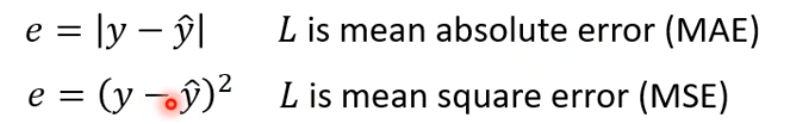 e = |y − ŷ| L is mean absolute error (MAE)
e = (y − ŷ)² L is mean square error (MSE)